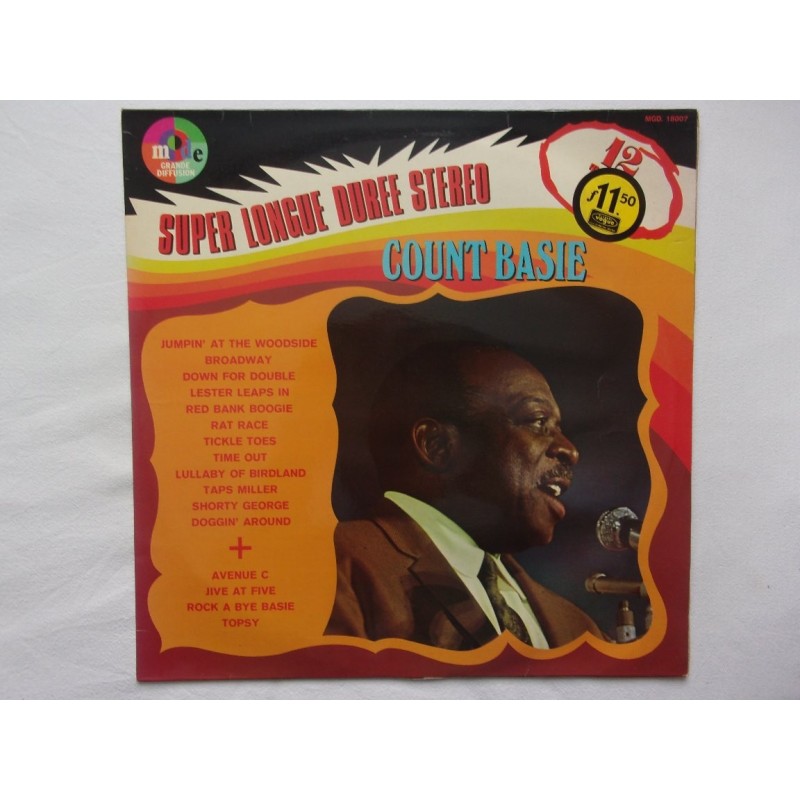 MGD. 18007
mode
GRANDE
DIFFUSION
12
f 11 50
vogue
SUPER LONGUE DUREE STEREO
COUNT BASIE
JUMPIN' AT THE WOODSIDE
BROADWAY
DOWN FOR DOUBLE
LESTER LEAPS IN
RED BANK BOOGIE
RAT RACE
TICKLE TOES
TIME OUT
LULLABY OF BIRDLAND
TAPS MILLER
SHORTY GEORGE
DOGGIN' AROUND
+
AVENUE C
JIVE AT FIVE
ROCK A BYE BASIE
TOPSY